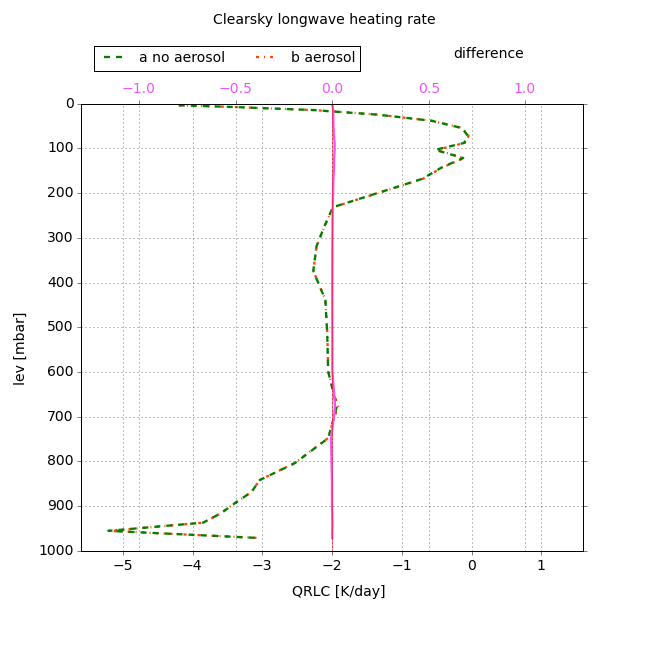 Clearsky longwave heating rate
a no aerosol b aerosol difference
−1.0 −0.5 0.0 0.5 1.0
0
100
200
300
400
500
600
700
800
900
1000
lev [mbar]
−5 −4 −3 −2 −1 0 1
QRLC [K/day]